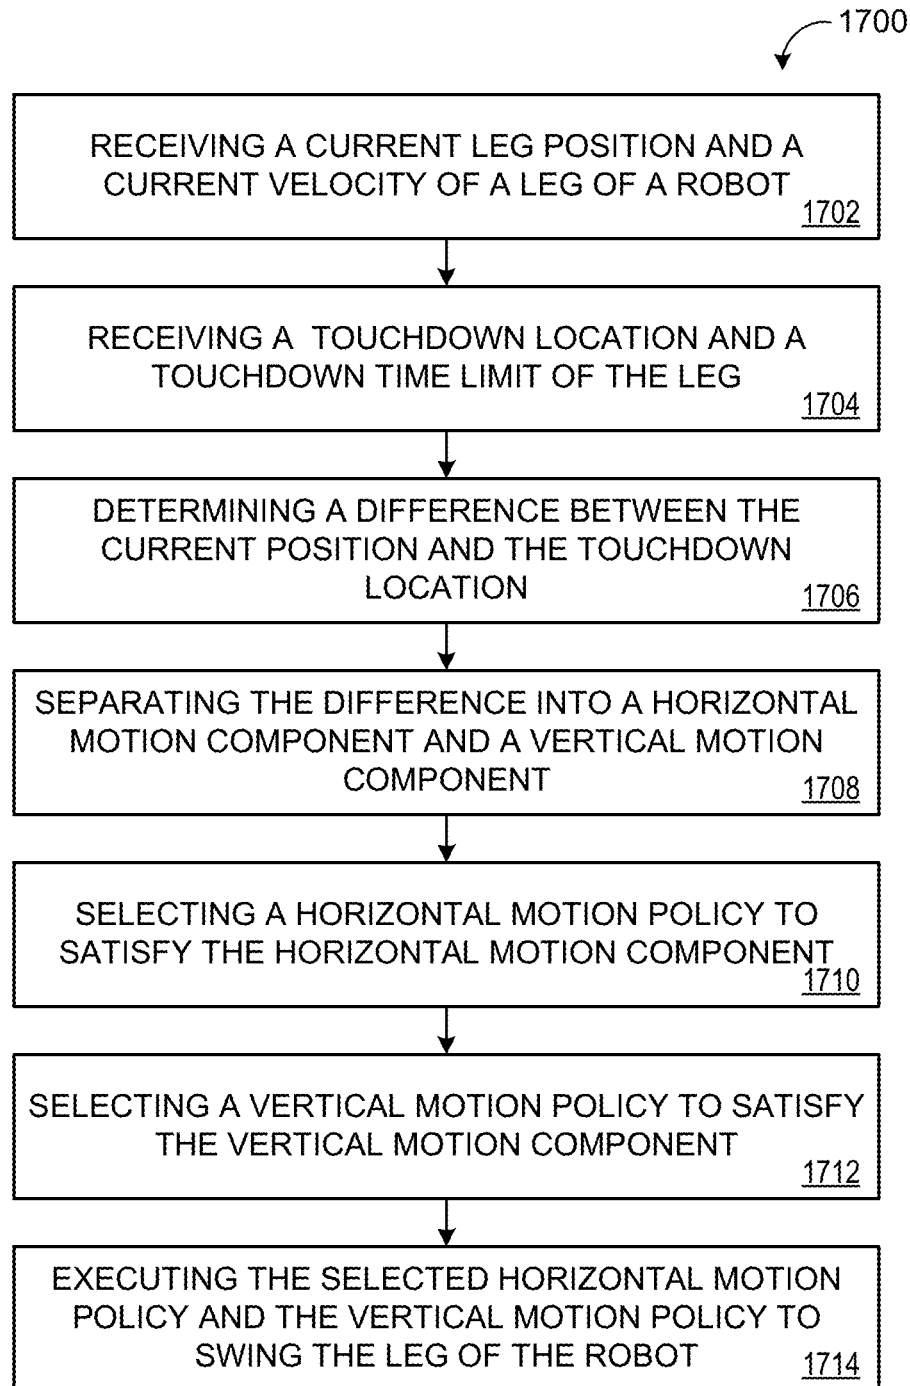 1700
RECEIVING A CURRENT LEG POSITION AND A
CURRENT VELOCITY OF A LEG OF A ROBOT
1702
RECEIVING A TOUCHDOWN LOCATION AND A
TOUCHDOWN TIME LIMIT OF THE LEG
1704
DETERMINING A DIFFERENCE BETWEEN THE
CURRENT POSITION AND THE TOUCHDOWN
LOCATION
1706
SEPARATING THE DIFFERENCE INTO A HORIZONTAL
MOTION COMPONENT AND A VERTICAL MOTION
COMPONENT
1708
SELECTING A HORIZONTAL MOTION POLICY TO
SATISFY THE HORIZONTAL MOTION COMPONENT
1710
SELECTING A VERTICAL MOTION POLICY TO SATISFY
THE VERTICAL MOTION COMPONENT
1712
EXECUTING THE SELECTED HORIZONTAL MOTION
POLICY AND THE VERTICAL MOTION POLICY TO
SWING THE LEG OF THE ROBOT
1714